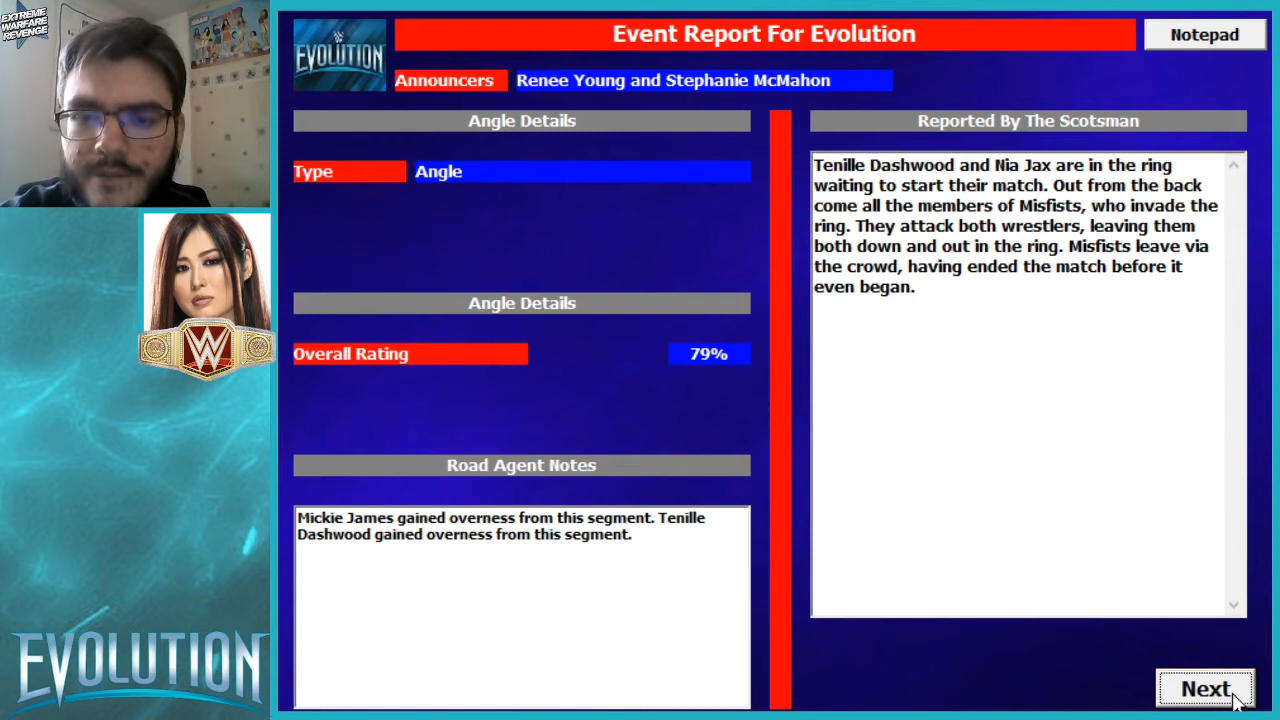 EXTREME
WARFARE
REVENGE
EVOLUTION
Event Report For Evolution
Notepad
Announcers
Renee Young and Stephanie McMahon
Angle Details
Type
Angle
Angle Details
Overall Rating
79%
Road Agent Notes
Mickie James gained overness from this segment. Tenille
Dashwood gained overness from this segment.
Reported By The Scotsman
Tenille Dashwood and Nia Jax are in the ring
waiting to start their match. Out from the back
come all the members of Misfists, who invade the
ring. They attack both wrestlers, leaving them
both down and out in the ring. Misfists leave via
the crowd, having ended the match before it
even began.
Next
EVOLUTION